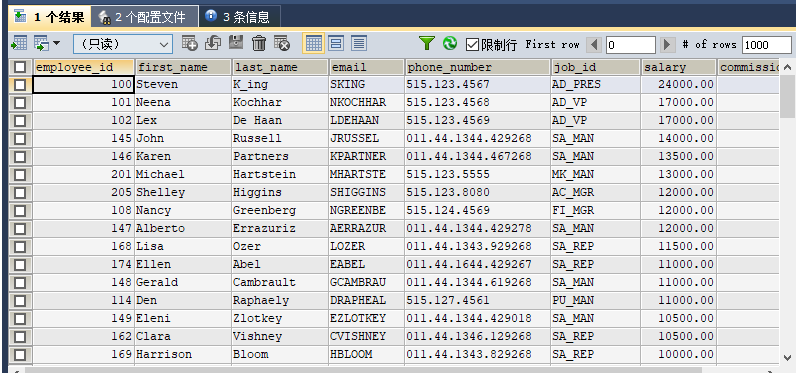 1 个结果 2 个配置文件 3 条信息
(只读) 限制行 First row 0 # of rows 1000
employee_id first_name last_name email phone_number job_id salary commissio
100 Steven K_ing SKING 515.123.4567 AD_PRES 24000.00
101 Neena Kochhar NKOCHHAR 515.123.4568 AD_VP 17000.00
102 Lex De Haan LDEHAAN 515.123.4569 AD_VP 17000.00
145 John Russell JRUSSEL 011.44.1344.429268 SA_MAN 14000.00
146 Karen Partners KPARTNER 011.44.1344.467268 SA_MAN 13500.00
201 Michael Hartstein MHARTSTE 515.123.5555 MK_MAN 13000.00
205 Shelley Higgins SHIGGINS 515.123.8080 AC_MGR 12000.00
108 Nancy Greenberg NGREENBE 515.124.4569 FI_MGR 12000.00
147 Alberto Errazuriz AERRAZUR 011.44.1344.429278 SA_MAN 12000.00
168 Lisa Ozer LOZER 011.44.1343.929268 SA_REP 11500.00
174 Ellen Abel EABEL 011.44.1644.429267 SA_REP 11000.00
148 Gerald Cambrault GCAMBRAU 011.44.1344.619268 SA_MAN 11000.00
114 Den Raphaely DRAPHEAL 515.127.4561 PU_MAN 11000.00
149 Eleni Zlotkey EZLOTKEY 011.44.1344.429018 SA_MAN 10500.00
162 Clara Vishney CVISHNEY 011.44.1346.129268 SA_REP 10500.00
169 Harrison Bloom HBLOOM 011.44.1343.829268 SA_REP 10000.00